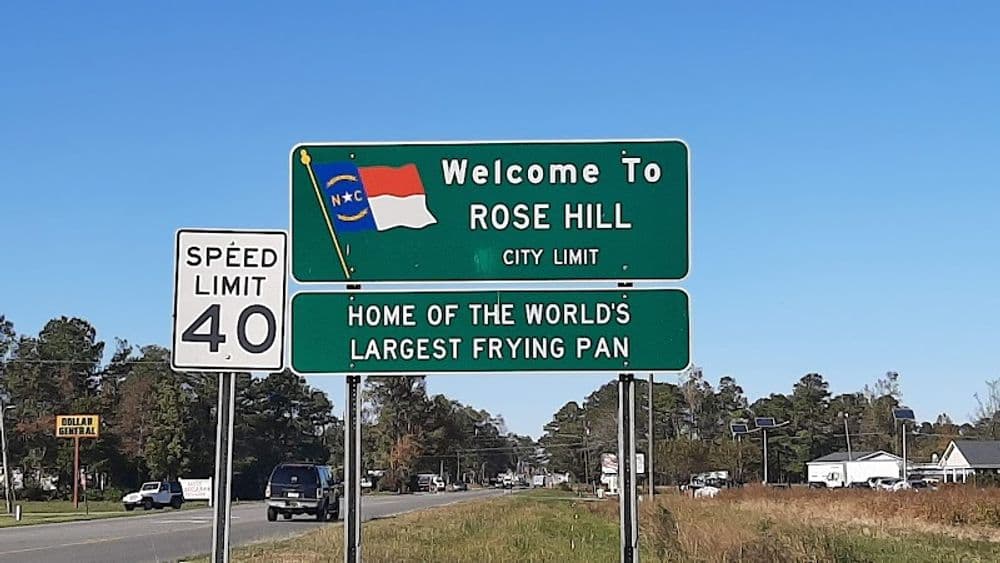 Welcome To
ROSE HILL
CITY LIMIT
N★C
SPEED
LIMIT
40
HOME OF THE WORLD'S
LARGEST FRYING PAN
DOLLAR
GENERAL